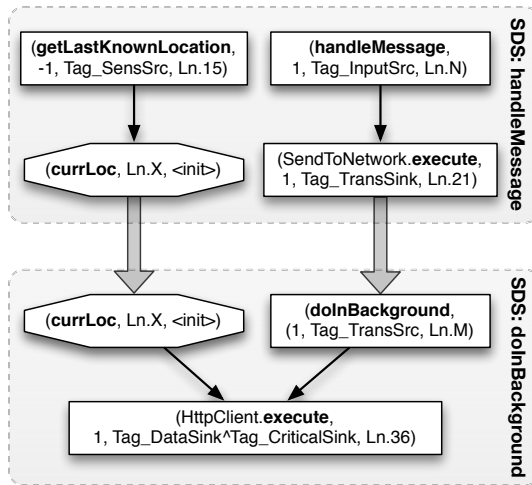 (getLastKnownLocation,
-1, Tag_SensSrc, Ln.15)
(handleMessage,
1, Tag_InputSrc, Ln.N)
(currLoc, Ln.X, <init>)
(SendToNetwork.execute,
1, Tag_TransSink, Ln.21)
SDS: handleMessage
(currLoc, Ln.X, <init>)
(doInBackground,
(1, Tag_TransSrc, Ln.M)
(HttpClient.execute,
1, Tag_DataSink^Tag_CriticalSink, Ln.36)
SDS: doInBackground